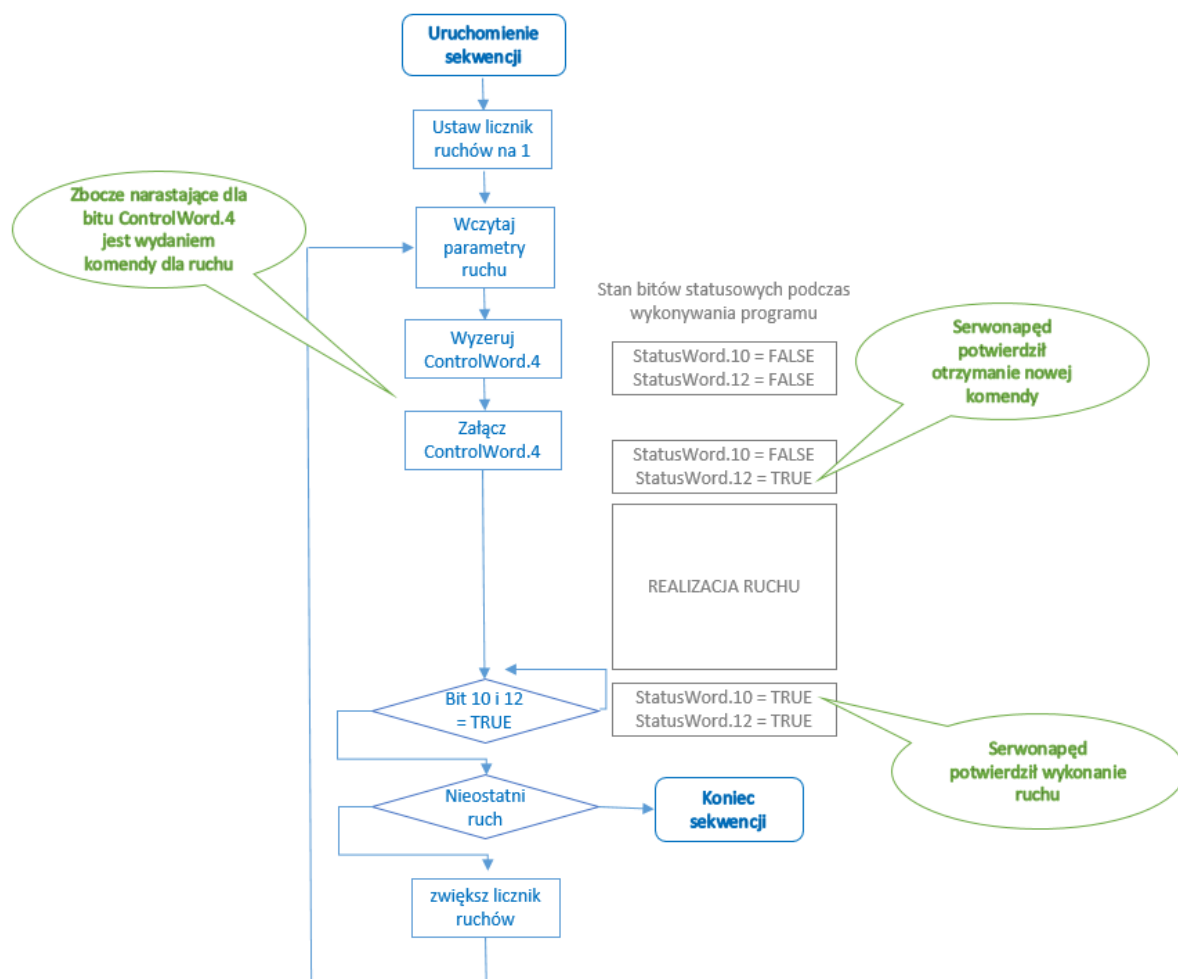 Uruchomienie
sekwencji
Ustaw licznik
ruchów na 1
Zbocze narastające dla
bitu ControlWord.4
jest wydaniem
komendy dla ruchu
Wczytaj
parametry
ruchu
Stan bitów statusowych podczas
wykonywania programu
Wyzeruj
ControlWord.4
StatusWord.10 = FALSE
StatusWord.12 = FALSE
Serwonapęd
potwierdził
otrzymanie nowej
komendy
Załącz
ControlWord.4
StatusWord.10 = FALSE
StatusWord.12 = TRUE
REALIZACJA RUCHU
Bit 10 i 12
= TRUE
StatusWord.10 = TRUE
StatusWord.12 = TRUE
Serwonapęd
potwierdził wykonanie
ruchu
Nieostatni
ruch
Koniec
sekwencji
zwiększ licznik
ruchów